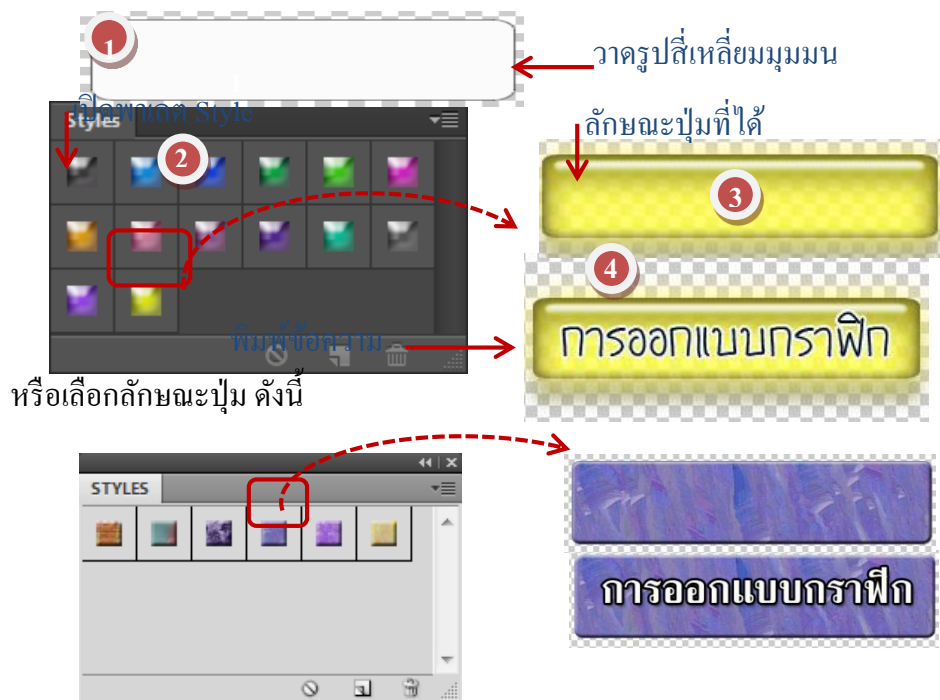 1
วาดรูปสี่เหลี่ยมมุมมน
1
เปิดพาเลต Style
Styles
ลักษณะปุ่มที่ได้
2
3
4
พิมพ์ข้อความ
การออกแบบกราฟิก
หรือเลือกลักษณะปุ่ม ดังนี้
STYLES
การออกแบบกราฟิก